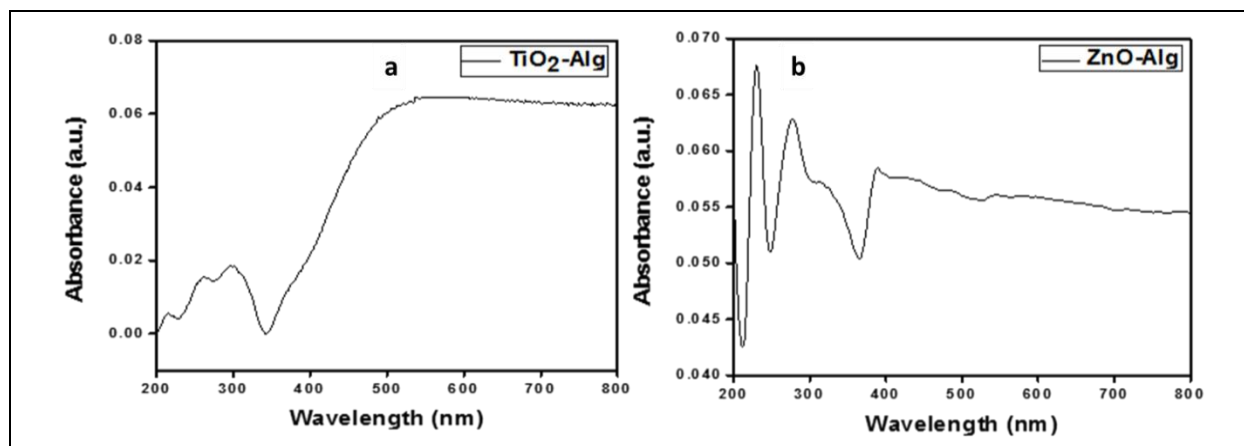 0.08
0.06
0.04
0.02
0.00
Absorbance (a.u.)
a
TiO2-Alg
200 300 400 500 600 700 800
Wavelength (nm)
0.070
0.065
0.060
0.055
0.050
0.045
0.040
Absorbance (a.u.)
b
ZnO-Alg
200 300 400 500 600 700 800
Wavelength (nm)